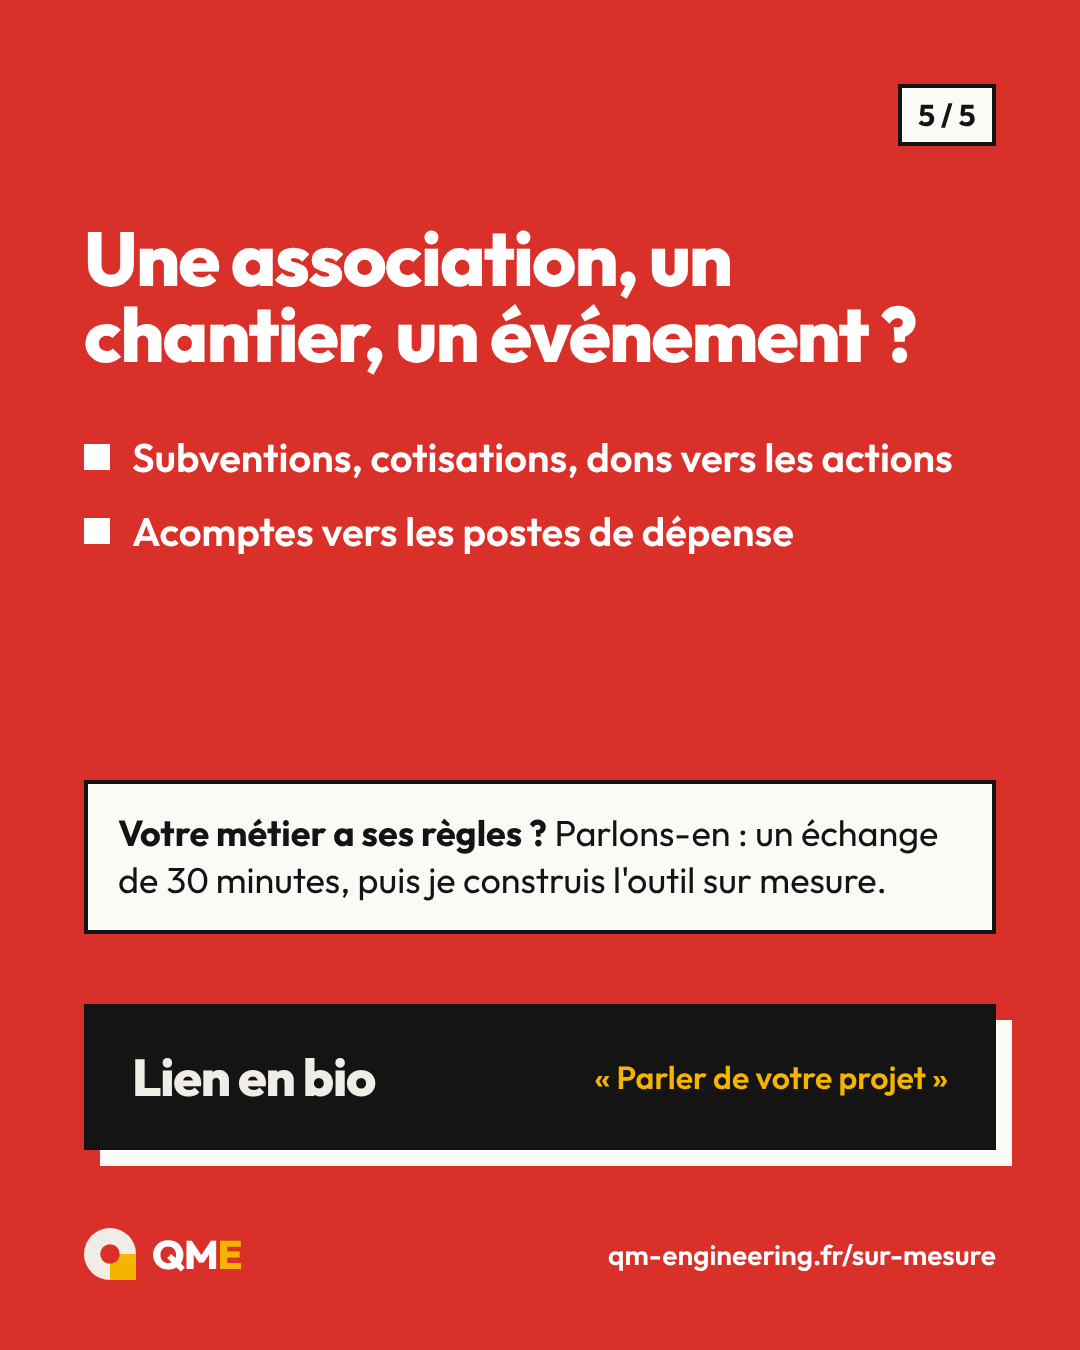 5 / 5
Une association, un
chantier, un événement ?
Subventions, cotisations, dons vers les actions
Acomptes vers les postes de dépense
Votre métier a ses règles ? Parlons-en : un échange
de 30 minutes, puis je construis l'outil sur mesure.
Lien en bio
« Parler de votre projet »
QME
qm-engineering.fr/sur-mesure